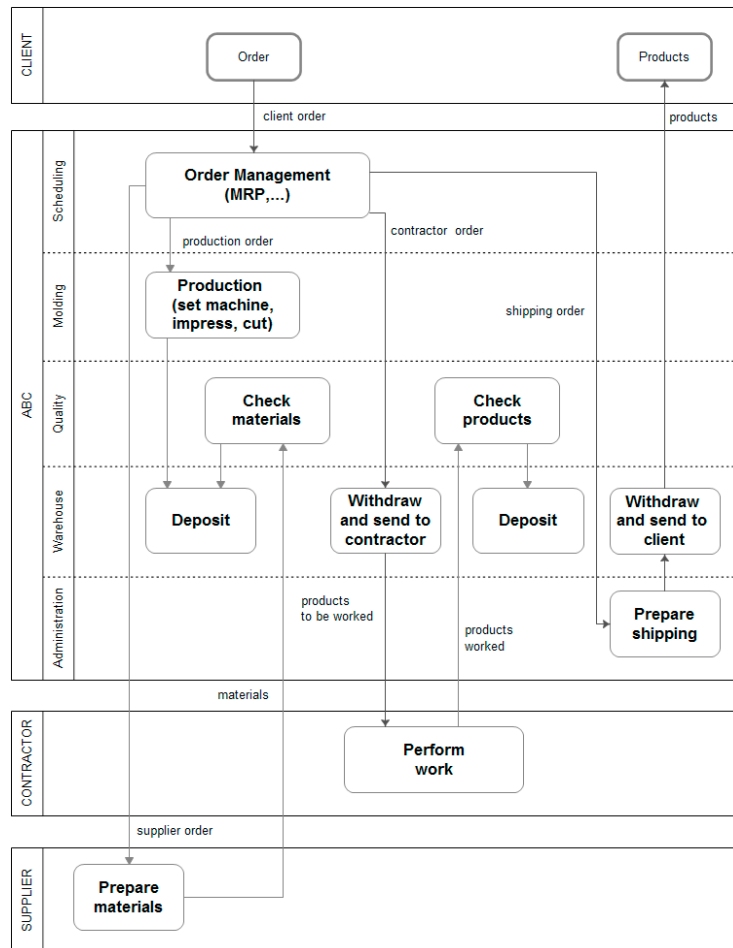 CLIENT
Order
Products
client order
products
ABC
Scheduling
Order Management
(MRP,...)
production order
contractor order
Molding
Production
(set machine,
impress, cut)
shipping order
Quality
Check
materials
Check
products
Warehouse
Deposit
Withdraw
and send to
contractor
Deposit
Withdraw
and send to
client
Administration
products
to be worked
products
worked
Prepare
shipping
materials
CONTRACTOR
Perform
work
supplier order
SUPPLIER
Prepare
materials